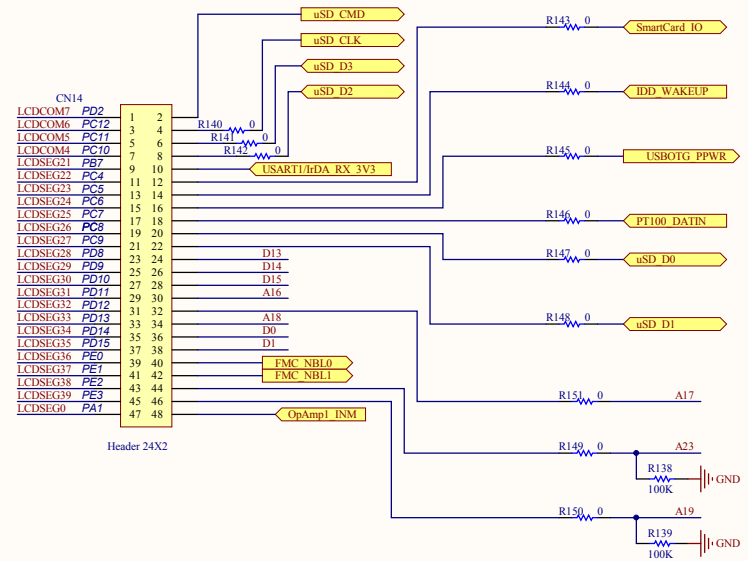 uSD_CMD
R143 0 SmartCard_IO
uSD_CLK
uSD_D3
CN14
R144 0 IDD_WAKEUP
uSD_D2
LCDCOM7 PD2 1 2
LCDCOM6 PC12 3 4 R140 0
LCDCOM5 PC11 5 6 R141 0
LCDCOM4 PC10 7 8 R142 0
R145 0 USBOTG_PPWR
LCDSEG21 PB7 9 10 USART1/IrDA_RX_3V3
LCDSEG22 PC4 11 12
LCDSEG23 PC5 13 14
LCDSEG24 PC6 15 16
LCDSEG25 PC7 17 18 R146 0 PT100_DATIN
LCDSEG26 PC8 19 20
LCDSEG27 PC9 21 22
LCDSEG28 PD8 23 24 D13 R147 0 uSD_D0
LCDSEG29 PD9 25 26 D14
LCDSEG30 PD10 27 28 D15
LCDSEG31 PD11 29 30 A16
LCDSEG32 PD12 31 32
LCDSEG33 PD13 33 34 A18 R148 0 uSD_D1
LCDSEG34 PD14 35 36 D0
LCDSEG35 PD15 37 38 D1
LCDSEG36 PE0 39 40 FMC_NBL0
LCDSEG37 PE1 41 42 FMC_NBL1
LCDSEG38 PE2 43 44
LCDSEG39 PE3 45 46 R151 0 A17
LCDSEG0 PA1 47 48 OpAmp1_INM
Header 24X2
R149 0 A23
R138
100K
GND
R150 0 A19
R139
100K
GND